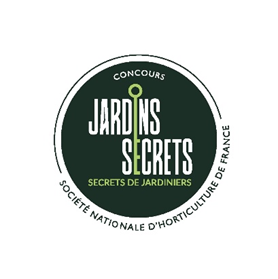 CONCOURS
JARDINS
SECRETS
SECRETS DE JARDINIERS
SOCIÉTÉ NATIONALE D'HORTICULTURE DE FRANCE